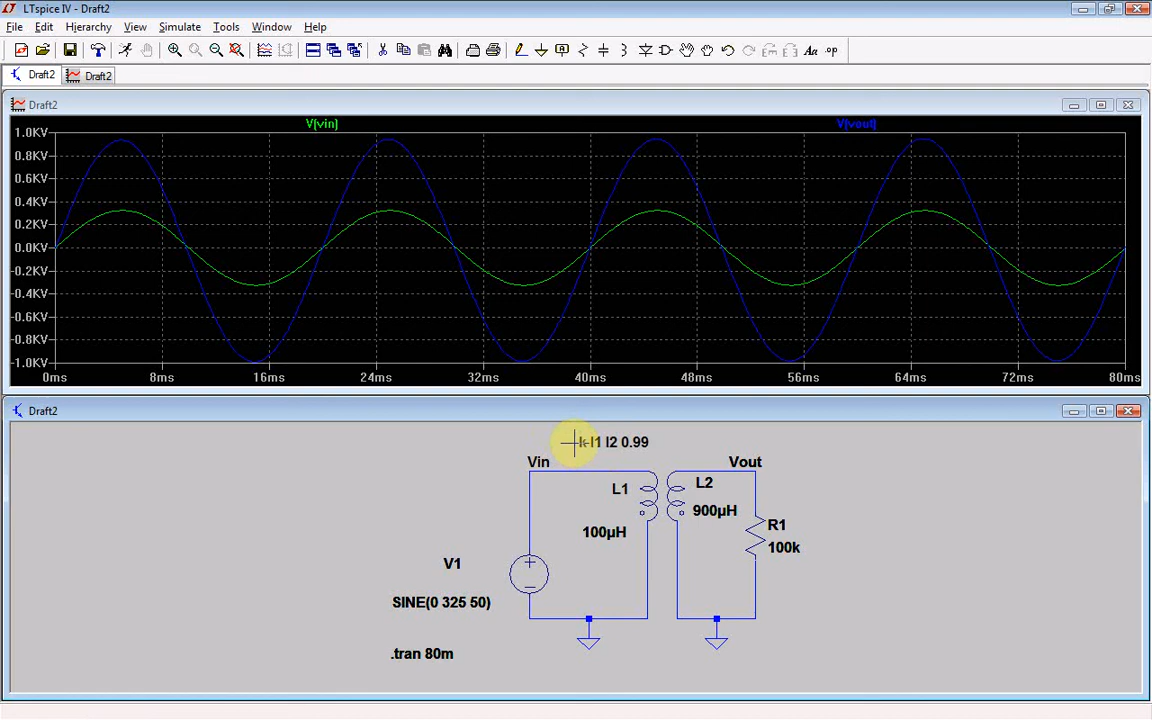 LTspice IV - Draft2
File Edit Hierarchy View Simulate Tools Window Help
Aa .op
Draft2 Draft2
Draft2
V[vin] V[vout]
1.0KV
0.8KV
0.6KV
0.4KV
0.2KV
0.0KV
-0.2KV
-0.4KV
-0.6KV
-0.8KV
-1.0KV
0ms 8ms 16ms 24ms 32ms 40ms 48ms 56ms 64ms 72ms 80ms
Draft2
k l1 l2 0.99
Vin Vout
L1 L2
900µH
R1
100µH
100k
V1
SINE(0 325 50)
.tran 80m